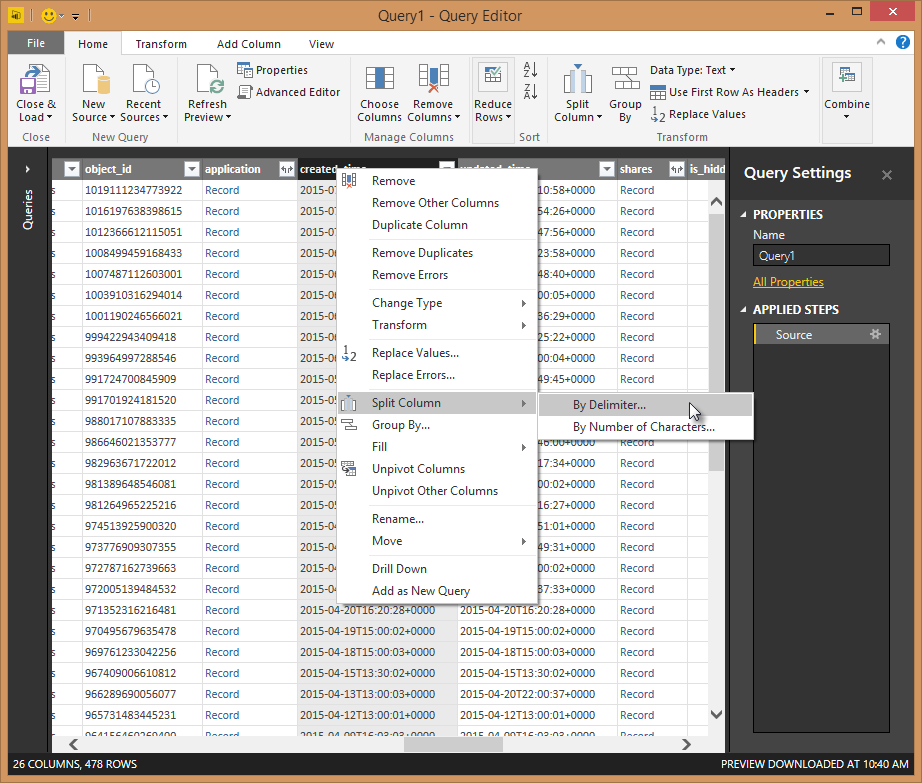 Query1 - Query Editor
File Home Transform Add Column View
Close & Load
New Source
Recent Sources
Refresh Preview
Properties
Advanced Editor
Choose Columns
Remove Columns
Reduce Rows
Split Column
Group By
Data Type: Text
Use First Row As Headers
1 2 Replace Values
Combine
Close New Query Manage Columns Sort Transform
Queries
object_id application created_time updated_time shares is_hidd
s 1019111234773922 Record 2015-07 10:58+0000 Record
s 1016197638398615 Record 2015-07 54:26+0000 Record
s 1012366612115051 Record 2015-07 47:56+0000 Record
s 1008499459168433 Record 2015-06 23:58+0000 Record
s 1007487112603001 Record 2015-06 48:40+0000 Record
s 1003910316294014 Record 2015-06 00:05+0000 Record
s 1001190246566021 Record 2015-06 36:29+0000 Record
s 999422943409418 Record 2015-06 25:22+0000 Record
s 993964997288546 Record 2015-06 00:04+0000 Record
s 991724700845909 Record 2015-05 49:45+0000 Record
s 991701924181520 Record 2015-05
s 988017107883335 Record 2015-05
s 986646021353777 Record 2015-05 46:00+0000 Record
s 982963671722012 Record 2015-05 17:34+0000 Record
s 981389648546081 Record 2015-05 00:02+0000 Record
s 981264965225216 Record 2015-05 16:27+0000 Record
s 974513925900320 Record 2015-04 51:01+0000 Record
s 973776909307355 Record 2015-04 49:31+0000 Record
s 972787162739663 Record 2015-04 00:02+0000 Record
s 972005139484532 Record 2015-04 37:33+0000 Record
s 971352316216481 Record 2015-04-20T16:20:28+0000 2015-04-20T16:20:28+0000 Record
s 970495679635478 Record 2015-04-19T15:00:02+0000 2015-04-19T15:00:02+0000 Record
s 969761233042256 Record 2015-04-18T15:00:03+0000 2015-04-18T15:00:03+0000 Record
s 967409006610812 Record 2015-04-15T13:30:02+0000 2015-04-15T13:30:02+0000 Record
s 966289690056077 Record 2015-04-13T13:00:03+0000 2015-04-20T22:00:37+0000 Record
s 965731483445231 Record 2015-04-12T13:00:01+0000 2015-04-12T13:00:01+0000 Record
Remove
Remove Other Columns
Duplicate Column
Remove Duplicates
Remove Errors
Change Type
Transform
1 2 Replace Values...
Replace Errors...
Split Column
Group By...
Fill
Unpivot Columns
Unpivot Other Columns
Rename...
Move
Drill Down
Add as New Query
By Delimiter...
By Number of Characters...
Query Settings
PROPERTIES
Name
Query1
All Properties
APPLIED STEPS
Source
26 COLUMNS, 478 ROWS PREVIEW DOWNLOADED AT 10:40 AM